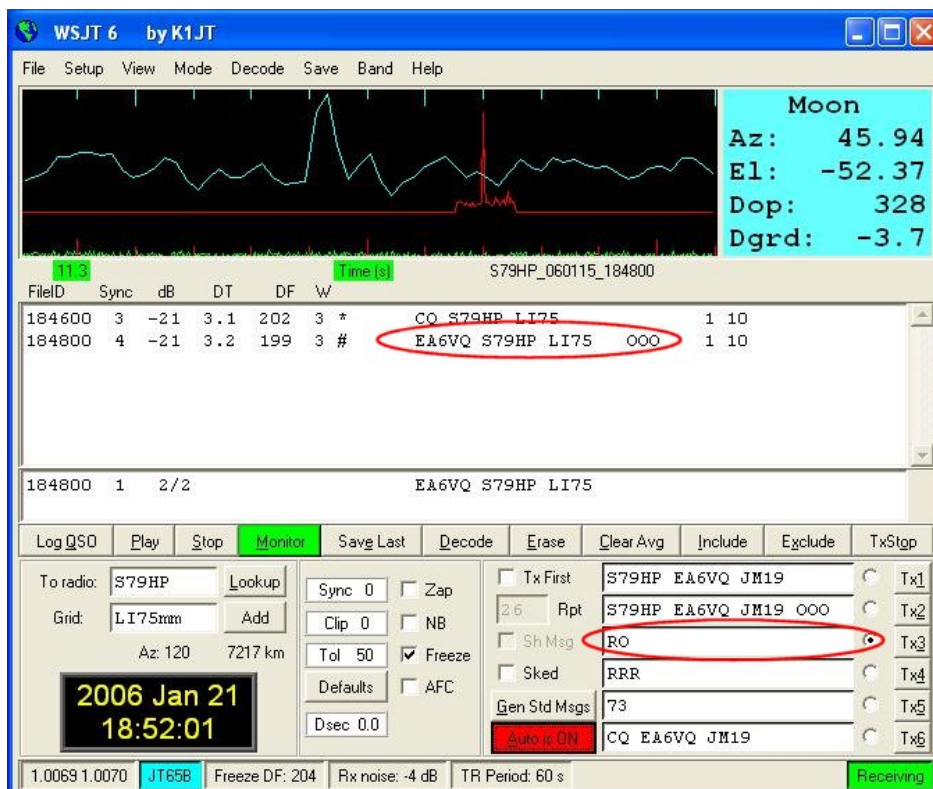 WSJT 6 by K1JT
File Setup View Mode Decode Save Band Help
Moon
Az: 45.94
El: -52.37
Dop: 328
Dgrd: -3.7
11.3 Time (s) S79HP_060115_184800
FileID Sync dB DT DF W
184600 3 -21 3.1 202 3 * CQ S79HP LI75 1 10
184800 4 -21 3.2 199 3 # EA6VQ S79HP LI75 OOO 1 10
184800 1 2/2 EA6VQ S79HP LI75
Log QSO Play Stop Monitor Save Last Decode Erase Clear Avg Include Exclude TxStop
To radio: S79HP Lookup
Grid: LI75mm Add
Az: 120 7217 km
2006 Jan 21
18:52:01
Sync 0 Zap
Clip 0 NB
Tol 50 Freeze
Defaults AFC
Dsec 0.0
Tx First S79HP EA6VQ JM19 Tx1
26 Rpt S79HP EA6VQ JM19 OOO Tx2
Sh Msg RO Tx3
Sked RRR Tx4
Gen Std Msgs 73 Tx5
Auto is ON CQ EA6VQ JM19 Tx6
1.0069 1.0070 JT65B Freeze DF: 204 Rx noise: -4 dB TR Period: 60 s Receiving